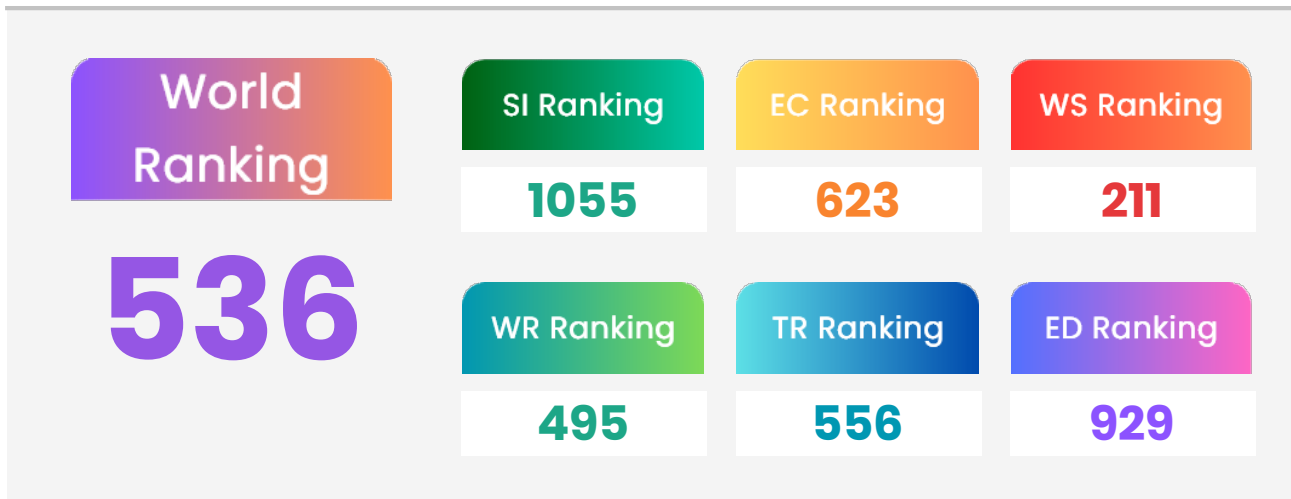 World
Ranking
536
SI Ranking
1055
EC Ranking
623
WS Ranking
211
WR Ranking
495
TR Ranking
556
ED Ranking
929